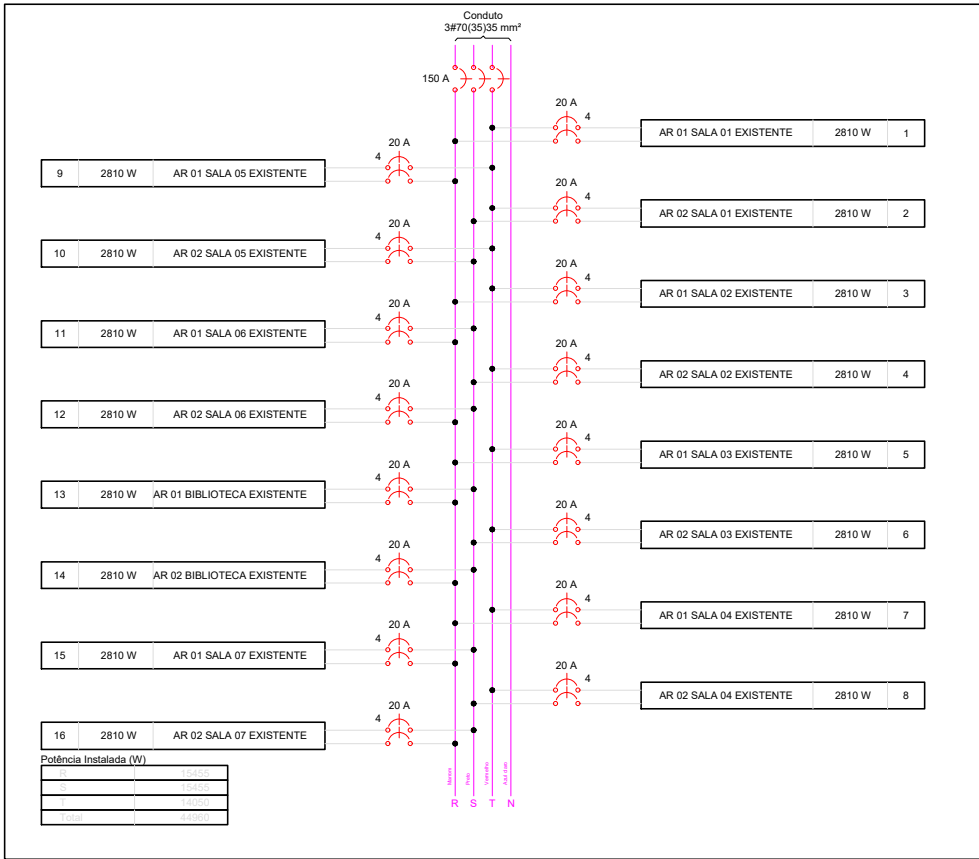 Conduto
3#70(35)35 mm²
150 A
20 A
4
AR 01 SALA 01 EXISTENTE 2810 W 1
20 A
4
9 2810 W AR 01 SALA 05 EXISTENTE
20 A
4
AR 02 SALA 01 EXISTENTE 2810 W 2
20 A
4
10 2810 W AR 02 SALA 05 EXISTENTE
20 A
4
AR 01 SALA 02 EXISTENTE 2810 W 3
20 A
4
11 2810 W AR 01 SALA 06 EXISTENTE
20 A
4
AR 02 SALA 02 EXISTENTE 2810 W 4
20 A
4
12 2810 W AR 02 SALA 06 EXISTENTE
20 A
4
AR 01 SALA 03 EXISTENTE 2810 W 5
20 A
4
13 2810 W AR 01 BIBLIOTECA EXISTENTE
20 A
4
AR 02 SALA 03 EXISTENTE 2810 W 6
20 A
4
14 2810 W AR 02 BIBLIOTECA EXISTENTE
20 A
4
AR 01 SALA 04 EXISTENTE 2810 W 7
20 A
4
15 2810 W AR 01 SALA 07 EXISTENTE
20 A
4
AR 02 SALA 04 EXISTENTE 2810 W 8
20 A
4
16 2810 W AR 02 SALA 07 EXISTENTE
Potência Instalada (W)
R 15455
S 15455
T 14050
Total 44960
Marrom
Preto
Vermelho
Azul claro
R S T N